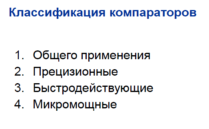 Классификация компараторов
1. Общего применения
2. Прецизионные
3. Быстродействующие
4. Микромощные